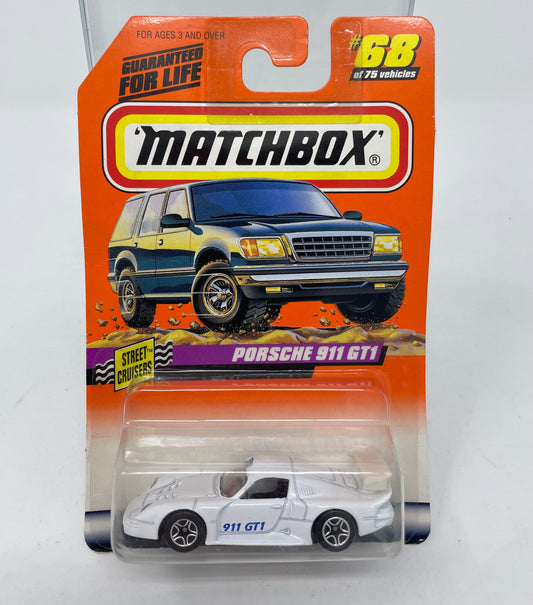 FOR AGES 3 AND OVER
GUARANTEED
FOR LIFE
#68
of 75 vehicles
'MATCHBOX'®
STREET™
CRUISERS
PORSCHE 911 GT1
911 GT1